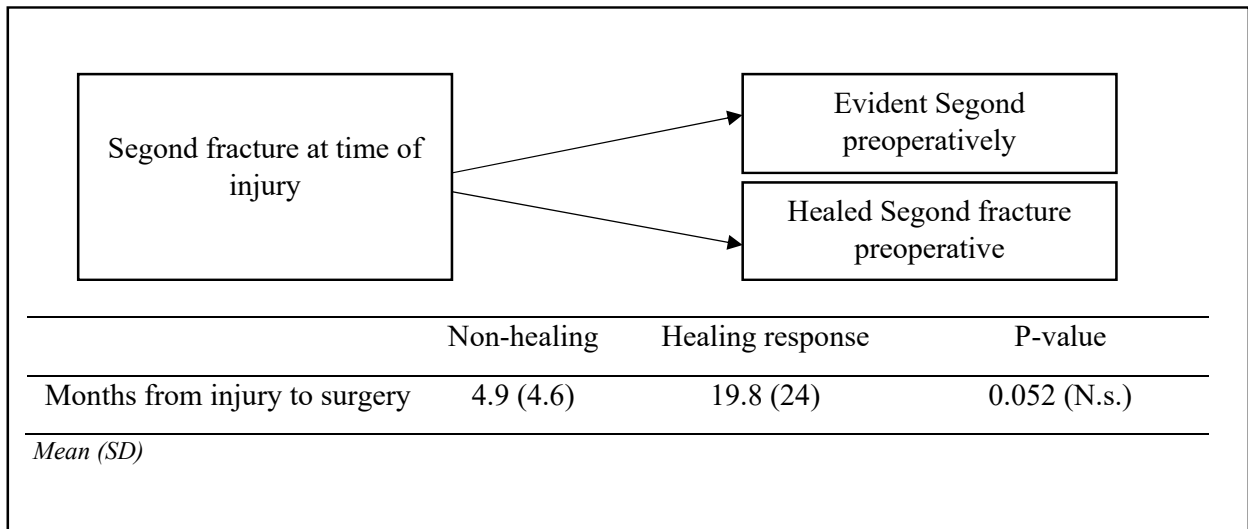 Segond fracture at time of
injury
Evident Segond
preoperatively
Healed Segond fracture
preoperative
Non-healing Healing response P-value
Months from injury to surgery 4.9 (4.6) 19.8 (24) 0.052 (N.s.)
Mean (SD)